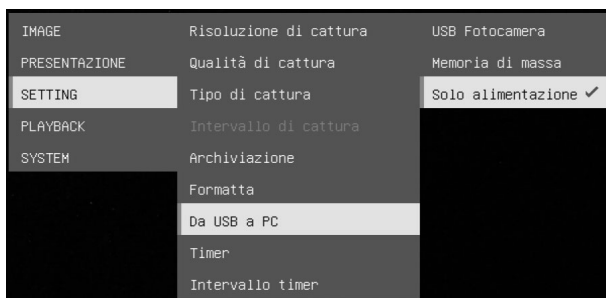 IMAGE
PRESENTAZIONE
SETTING
PLAYBACK
SYSTEM
Risoluzione di cattura
Qualità di cattura
Tipo di cattura
Intervallo di cattura
Archiviazione
Formatta
Da USB a PC
Timer
Intervallo timer
USB Fotocamera
Memoria di massa
Solo alimentazione ✓